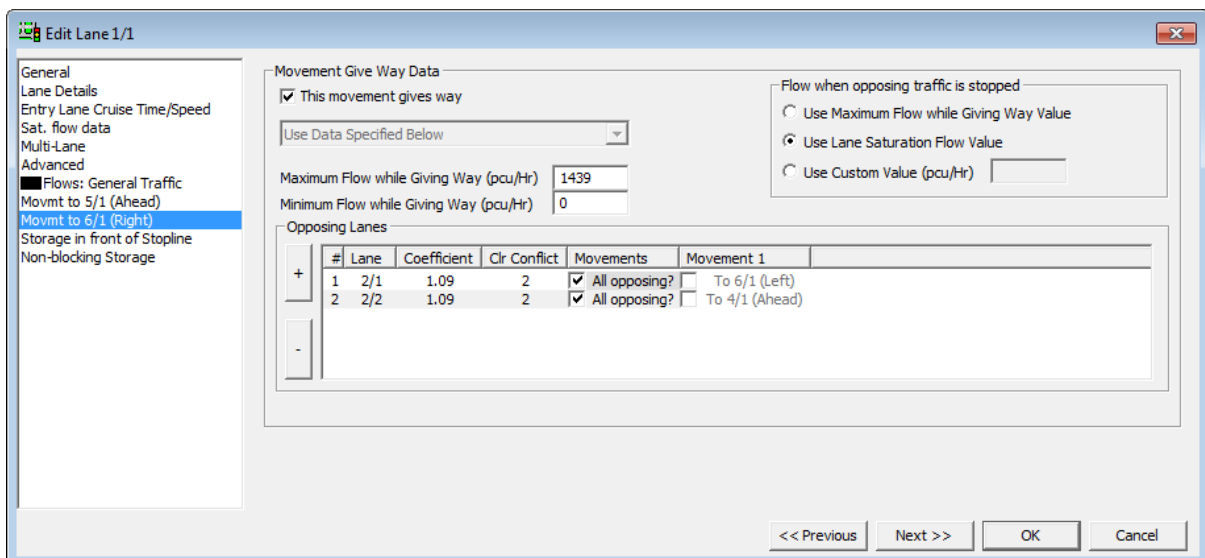 Edit Lane 1/1
General
Lane Details
Entry Lane Cruise Time/Speed
Sat. flow data
Multi-Lane
Advanced
Flows: General Traffic
Movmt to 5/1 (Ahead)
Movmt to 6/1 (Right)
Storage in front of Stopline
Non-blocking Storage
Movement Give Way Data
This movement gives way
Use Data Specified Below
Maximum Flow while Giving Way (pcu/Hr) 1439
Minimum Flow while Giving Way (pcu/Hr) 0
Flow when opposing traffic is stopped
Use Maximum Flow while Giving Way Value
Use Lane Saturation Flow Value
Use Custom Value (pcu/Hr)
Opposing Lanes
+
-
# Lane Coefficient Clr Conflict Movements Movement 1
1 2/1 1.09 2 All opposing? To 6/1 (Left)
2 2/2 1.09 2 All opposing? To 4/1 (Ahead)
<< Previous Next >> OK Cancel